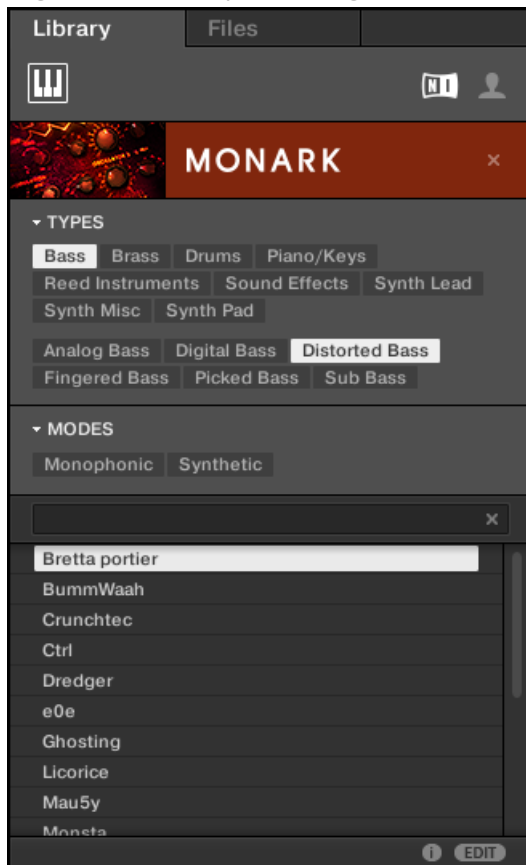 Library Files
NI
MONARK ×
TYPES
Bass Brass Drums Piano/Keys
Reed Instruments Sound Effects Synth Lead
Synth Misc Synth Pad
Analog Bass Digital Bass Distorted Bass
Fingered Bass Picked Bass Sub Bass
MODES
Monophonic Synthetic
×
Bretta portier
BummWaah
Crunchtec
Ctrl
Dredger
e0e
Ghosting
Licorice
Mau5y
Monsta
i EDIT